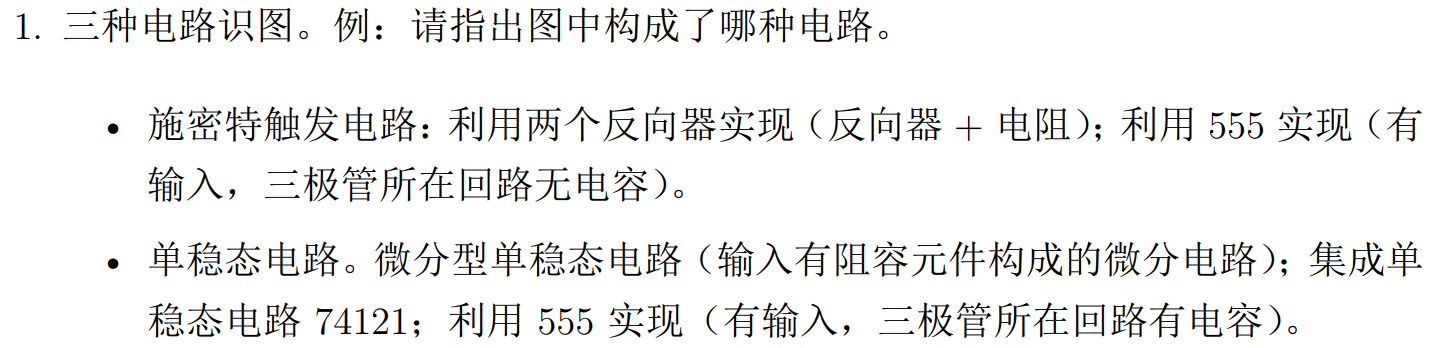 1. 三种电路识图。例：请指出图中构成了哪种电路。
• 施密特触发电路：利用两个反向器实现（反向器 + 电阻）；利用 555 实现（有
输入，三极管所在回路无电容）。
• 单稳态电路。微分型单稳态电路（输入有阻容元件构成的微分电路）；集成单
稳态电路 74121；利用 555 实现（有输入，三极管所在回路有电容）。